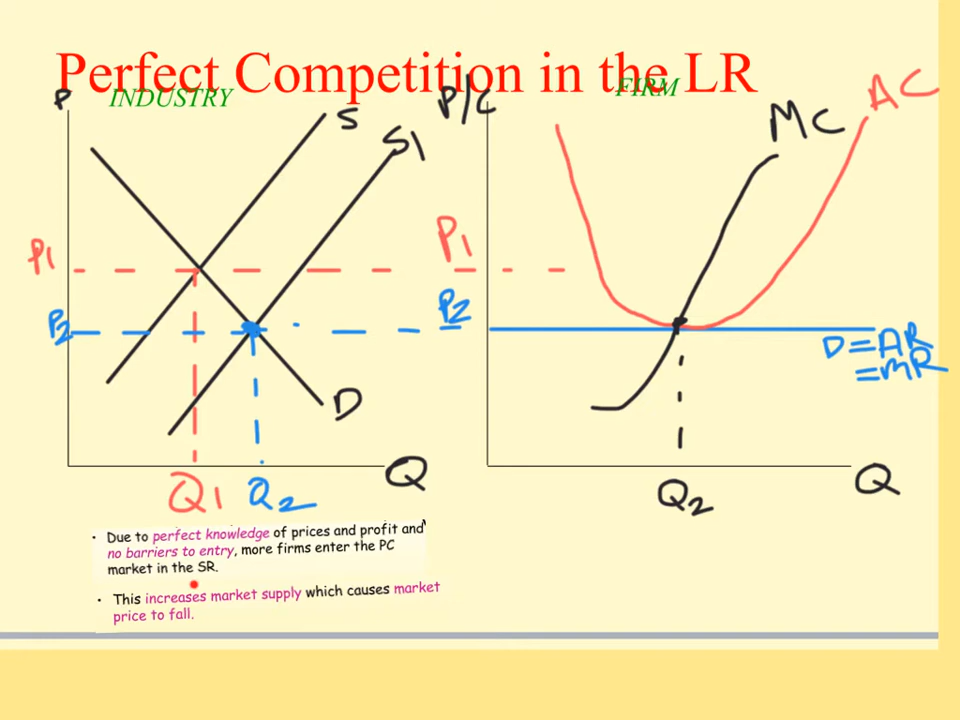 Perfect Competition in the LR
INDUSTRY
FIRM
P
S
S1
P1
P2
D
Q1
Q2
Q
P/C
MC
AC
P1
P2
D=AR
=MR
Q2
Q
• Due to perfect knowledge of prices and profit and
no barriers to entry, more firms enter the PC
market in the SR.
• This increases market supply which causes market
price to fall.